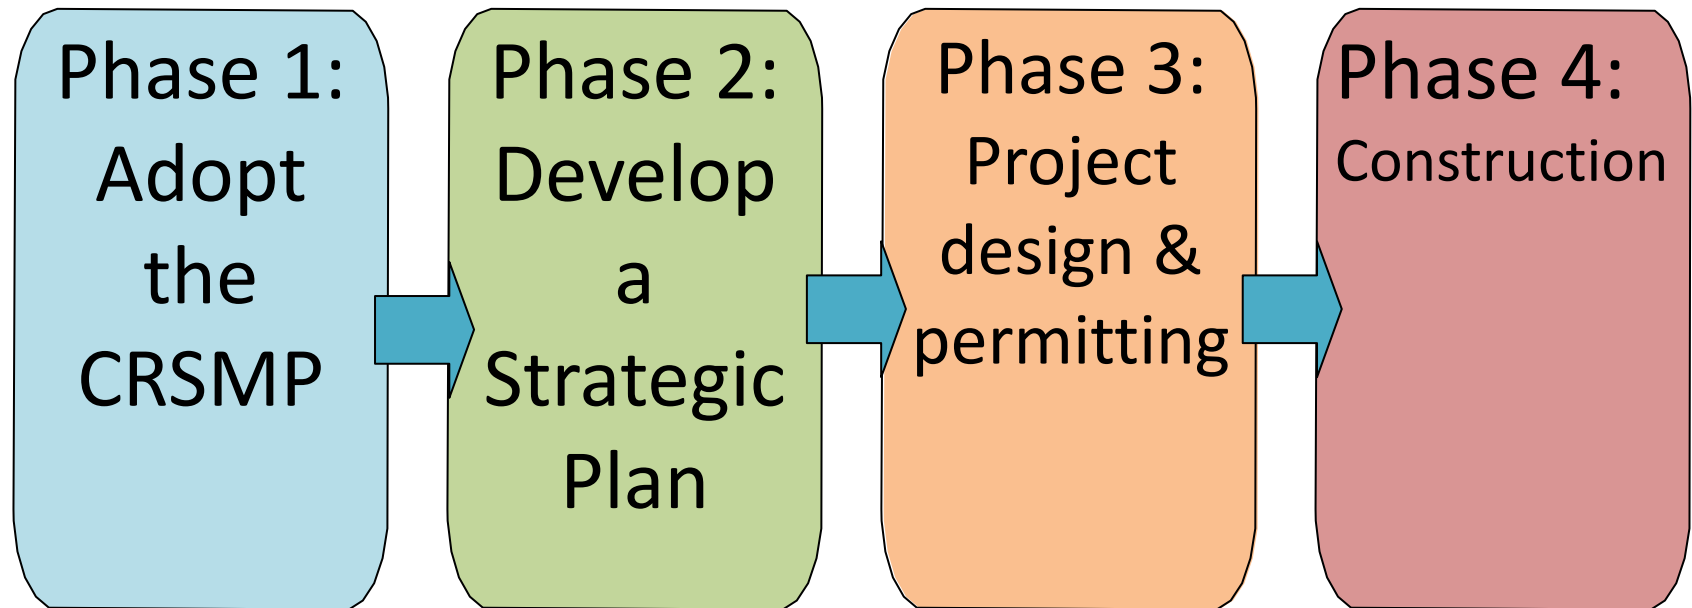 Phase 1:
Adopt
the
CRSMP
Phase 2:
Develop
a
Strategic
Plan
Phase 3:
Project
design &
permitting
Phase 4:
Construction